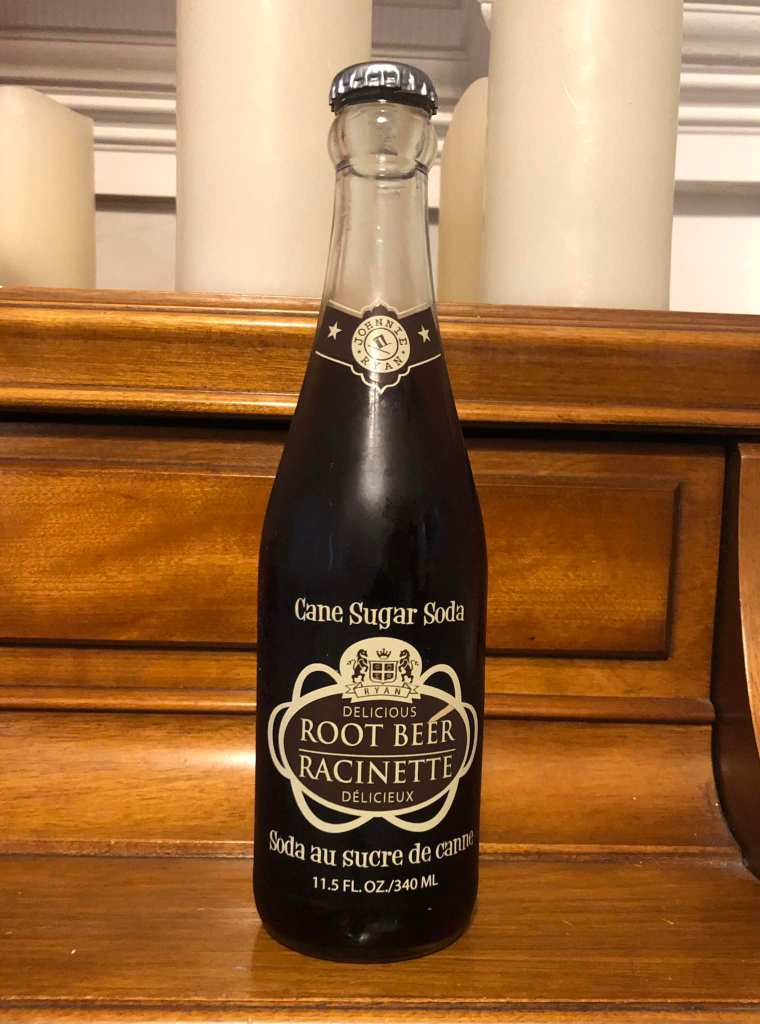 JOHNNIE
RYAN
Cane Sugar Soda
RYAN
DELICIOUS
ROOT BEER
RACINETTE
DÉLICIEUX
Soda au sucre de canne
11.5 FL. OZ./340 ML